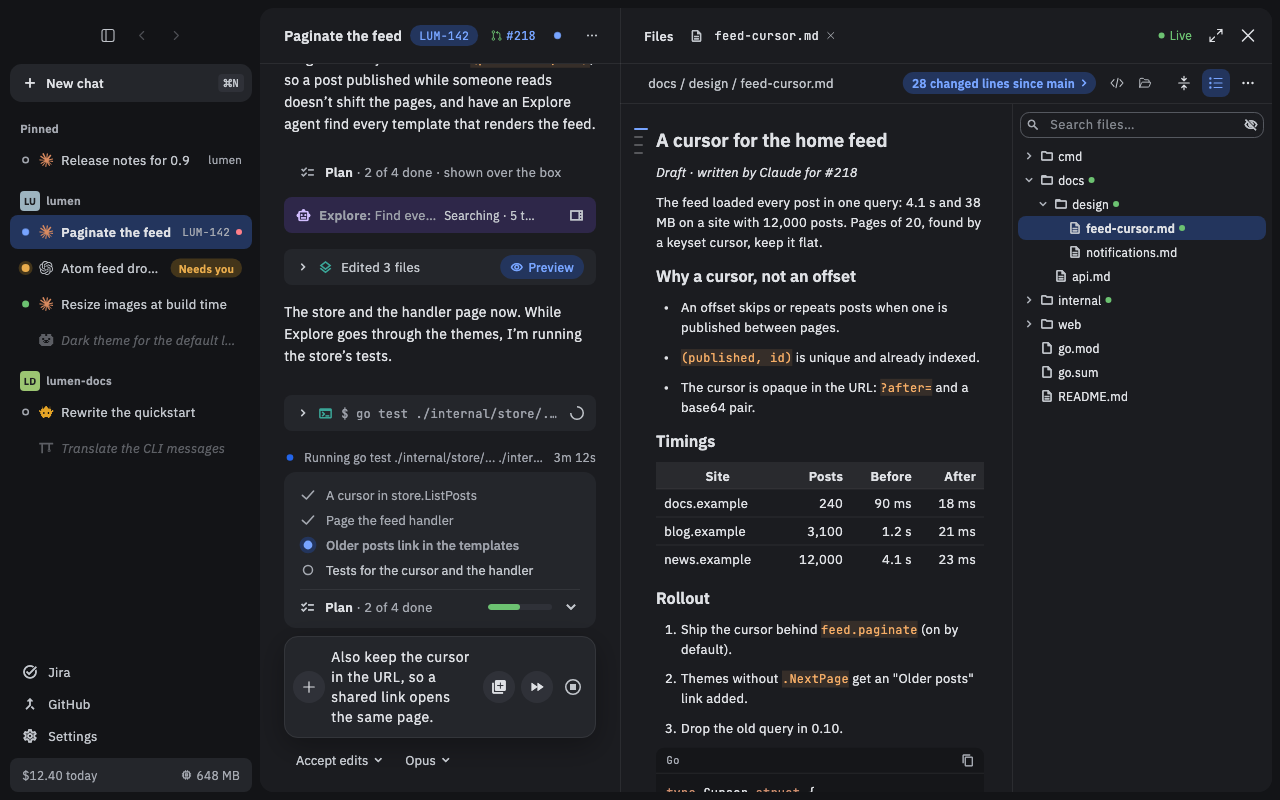 New chat
⌘N
Pinned
Release notes for 0.9 lumen
LU lumen
Paginate the feed LUM-142
Atom feed dro... Needs you
Resize images at build time
Dark theme for the default l...
LD lumen-docs
Rewrite the quickstart
Translate the CLI messages
Jira
GitHub
Settings
$12.40 today 648 MB
Paginate the feed LUM-142 #218
so a post published while someone reads
doesn’t shift the pages, and have an Explore
agent find every template that renders the feed.
Plan · 2 of 4 done · shown over the box
Explore: Find eve... Searching · 5 t...
Edited 3 files Preview
The store and the handler page now. While
Explore goes through the themes, I’m running
the store’s tests.
$ go test ./internal/store/...
Running go test ./internal/store/... ./inter... 3m 12s
A cursor in store.ListPosts
Page the feed handler
Older posts link in the templates
Tests for the cursor and the handler
Plan · 2 of 4 done
Also keep the cursor
in the URL, so a
shared link opens
the same page.
Accept edits Opus
Files feed-cursor.md Live
docs / design / feed-cursor.md 28 changed lines since main
A cursor for the home feed
Draft · written by Claude for #218
The feed loaded every post in one query: 4.1 s and 38
MB on a site with 12,000 posts. Pages of 20, found by
a keyset cursor, keep it flat.
Why a cursor, not an offset
• An offset skips or repeats posts when one is
published between pages.
• (published, id) is unique and already indexed.
• The cursor is opaque in the URL: ?after= and a
base64 pair.
Timings
Site Posts Before After
docs.example 240 90 ms 18 ms
blog.example 3,100 1.2 s 21 ms
news.example 12,000 4.1 s 23 ms
Rollout
1. Ship the cursor behind feed.paginate (on by
default).
2. Themes without .NextPage get an "Older posts"
link added.
3. Drop the old query in 0.10.
Go
type Cursor struct {
Search files...
cmd
docs
design
feed-cursor.md
notifications.md
api.md
internal
web
go.mod
go.sum
README.md